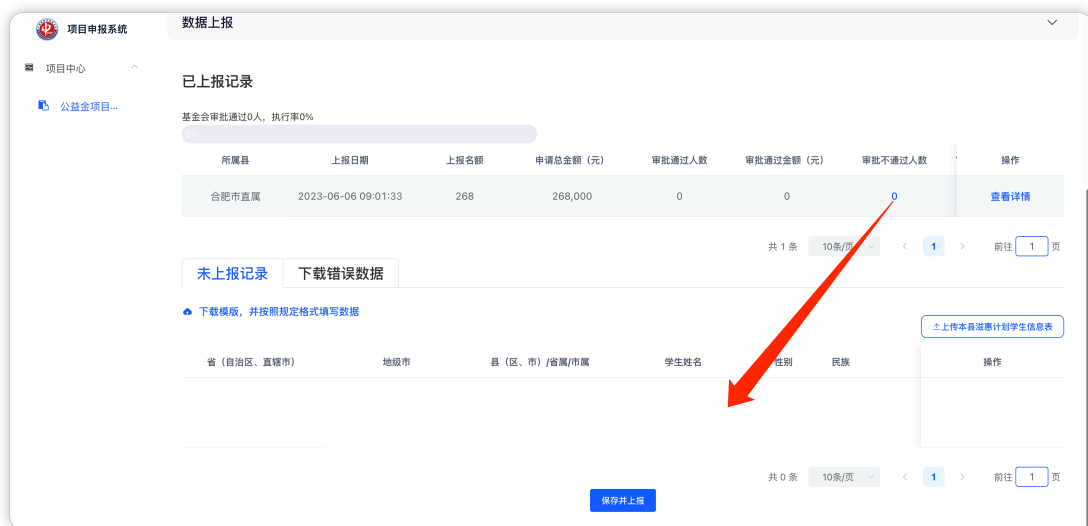 项目申报系统
数据上报
项目中心
公益金项目...
已上报记录
基金会审批通过0人，执行率0%
0%
所属县 上报日期 上报名额 申请总金额（元） 审批通过人数 审批通过金额（元） 审批不通过人数 操作
合肥市直属 2023-06-06 09:01:33 268 268,000 0 0 0 查看详情
共 1 条 10条/页 1 前往 1 页
未上报记录 下载错误数据
下载模版，并按照规定格式填写数据
上传本县滋惠计划学生信息表
省（自治区、直辖市） 地级市 县（区、市）/省属/市属 学生姓名 性别 民族 操作
共 0 条 10条/页 1 前往 1 页
保存并上报